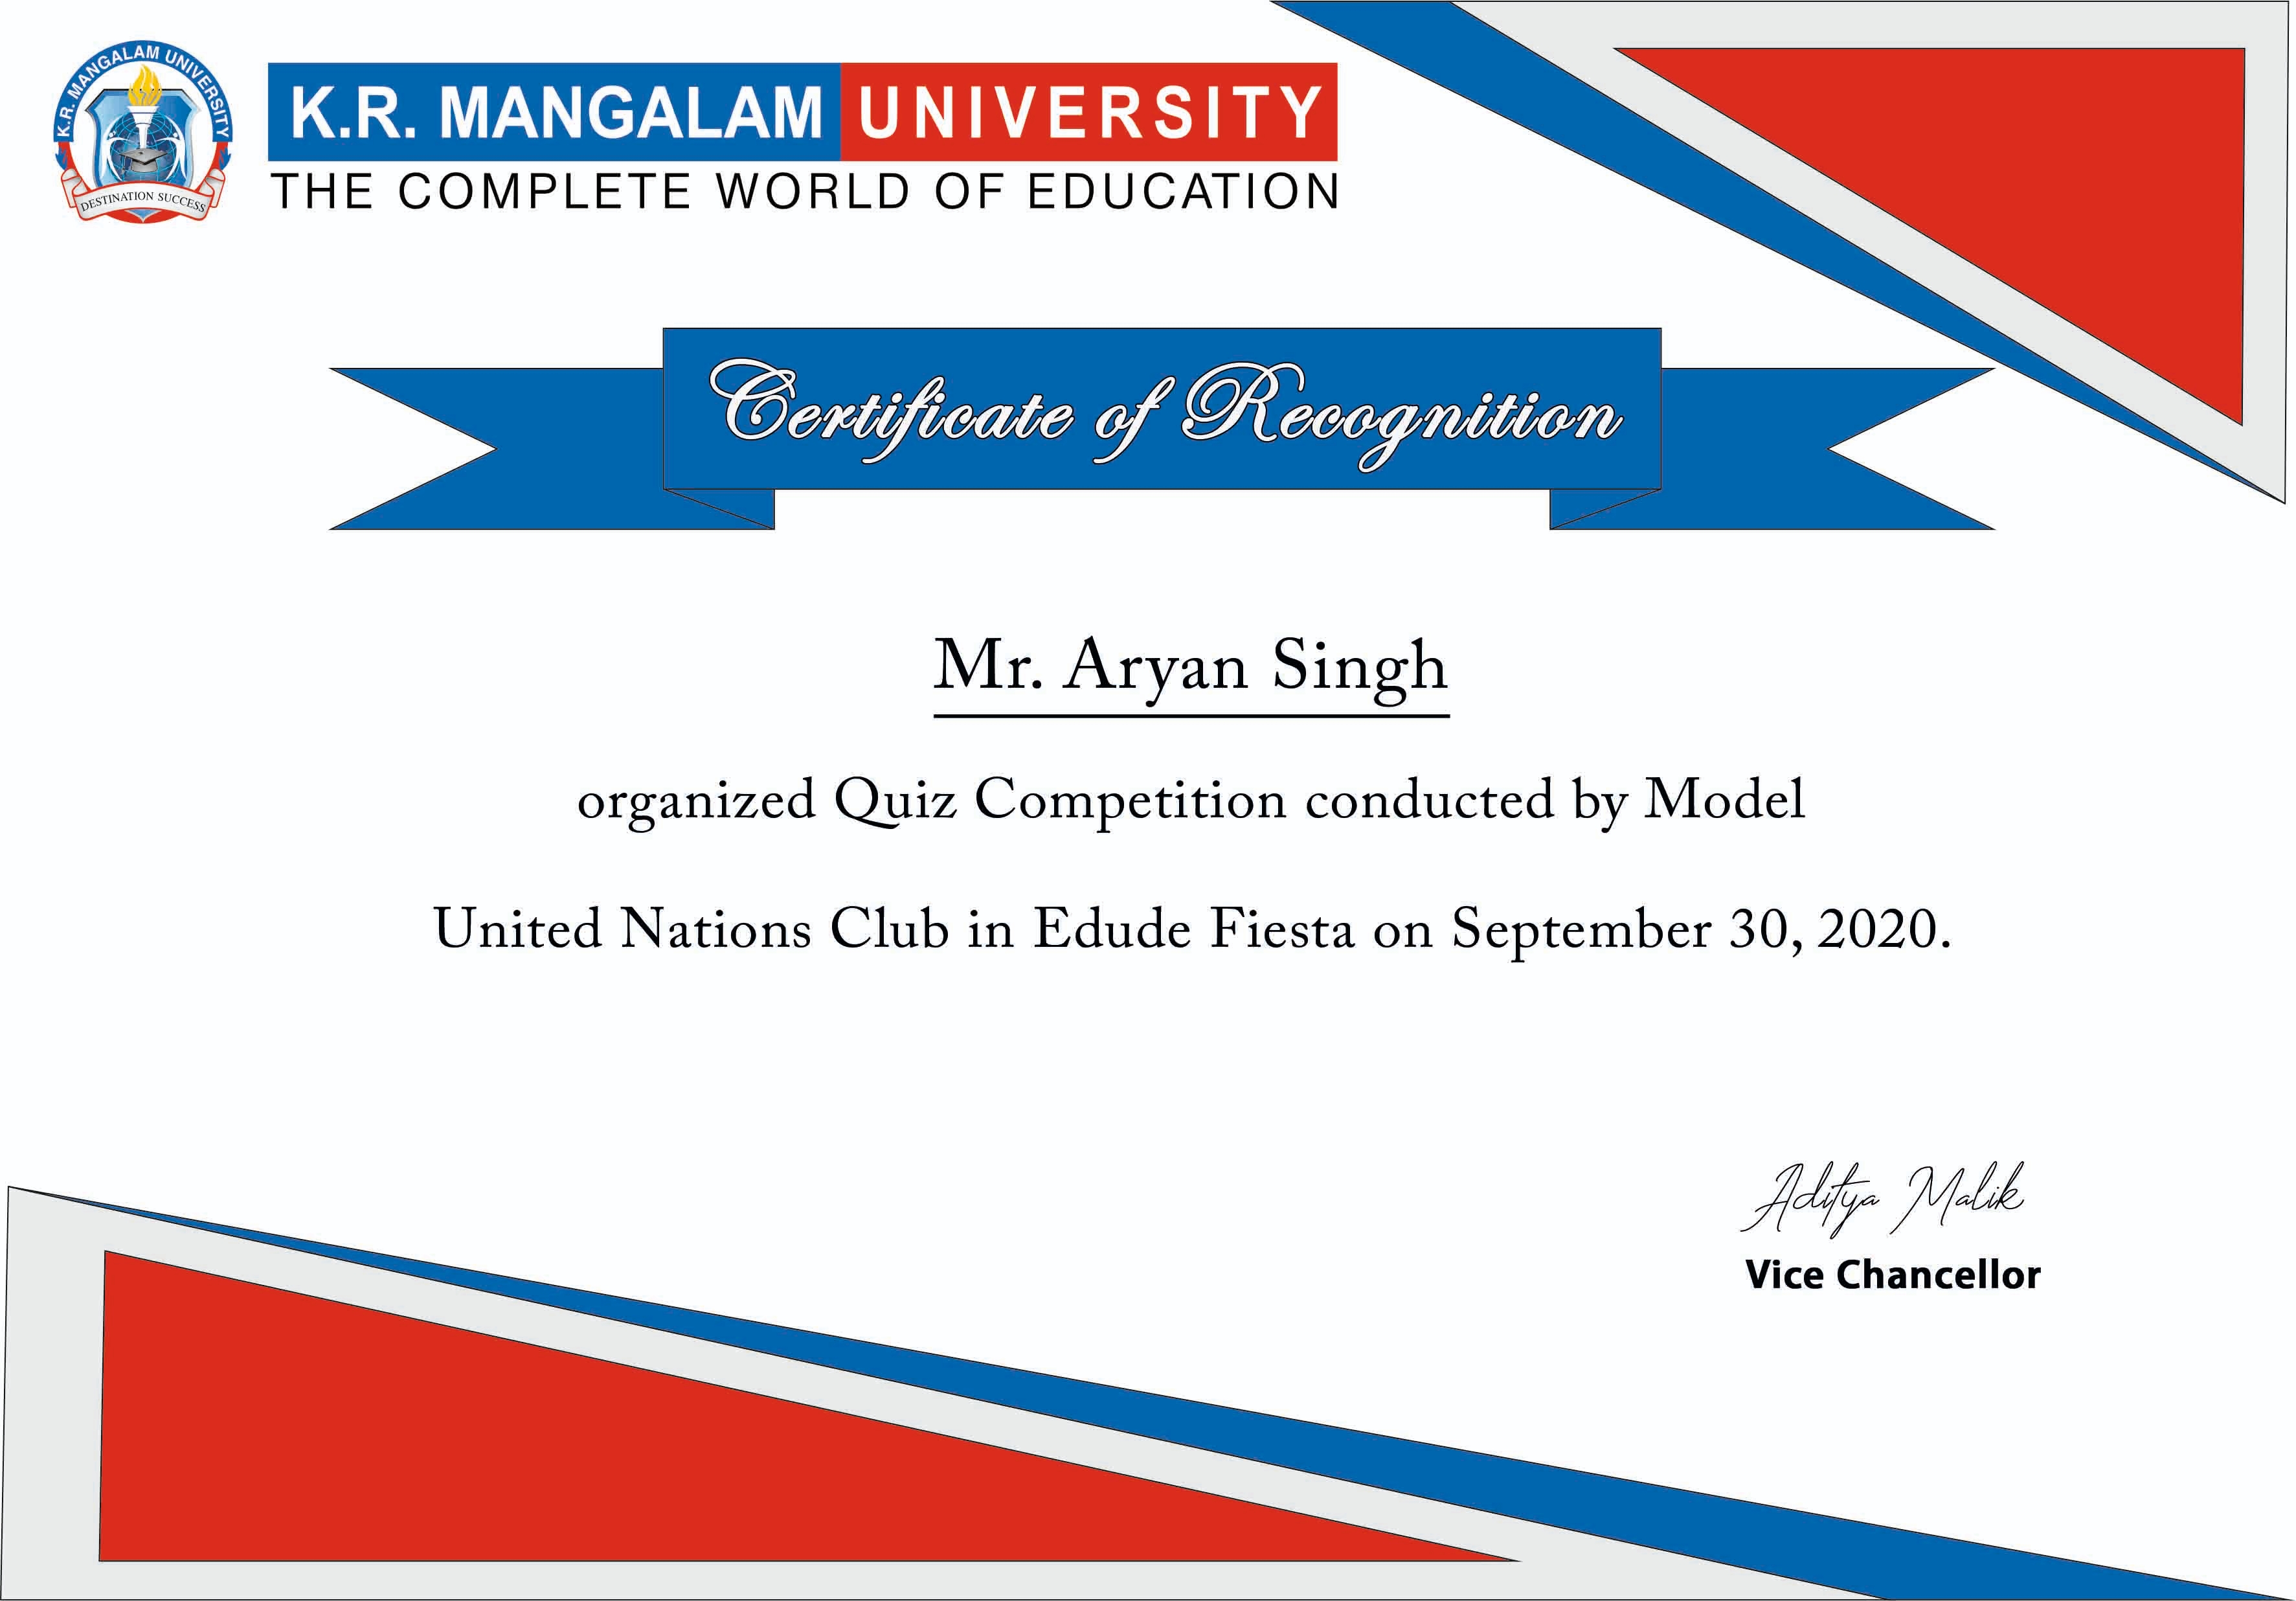 K.R. MANGALAM UNIVERSITY
DESTINATION SUCCESS
K.R. MANGALAM UNIVERSITY
THE COMPLETE WORLD OF EDUCATION
Certificate of Recognition
Mr. Aryan Singh
organized Quiz Competition conducted by Model
United Nations Club in Edude Fiesta on September 30, 2020.
Aditya Malik
Vice Chancellor